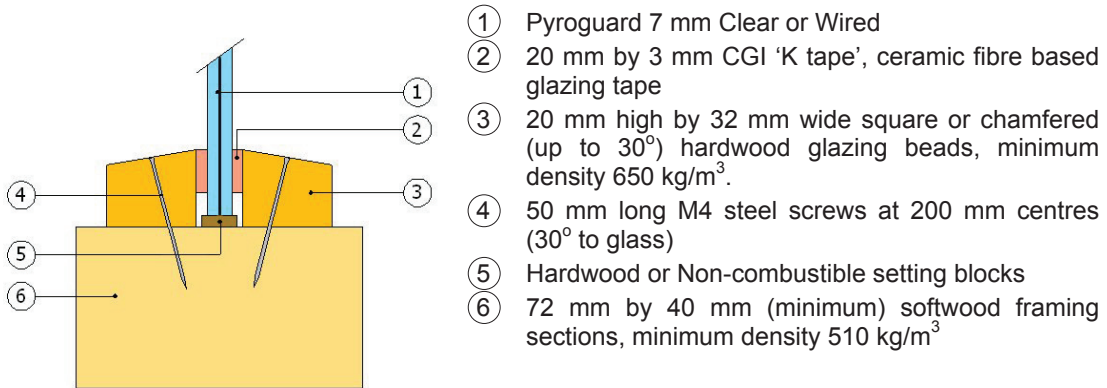 ① Pyroguard 7 mm Clear or Wired
② 20 mm by 3 mm CGI ‘K tape’, ceramic fibre based
glazing tape
③ 20 mm high by 32 mm wide square or chamfered
(up to 30°) hardwood glazing beads, minimum
density 650 kg/m³.
④ 50 mm long M4 steel screws at 200 mm centres
(30° to glass)
⑤ Hardwood or Non-combustible setting blocks
⑥ 72 mm by 40 mm (minimum) softwood framing
sections, minimum density 510 kg/m³
1
2
4
3
5
6